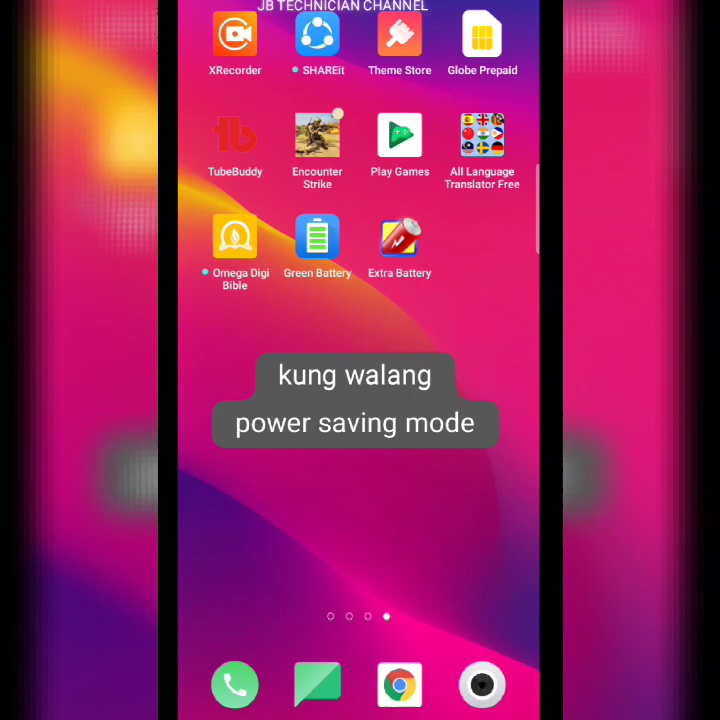 JB TECHNICIAN CHANNEL
XRecorder
SHAREit
Theme Store
Globe Prepaid
tb
TubeBuddy
Encounter
Strike
Play Games
All Language
Translator Free
Omega Digi
Bible
Green Battery
Extra Battery
kung walang
power saving mode